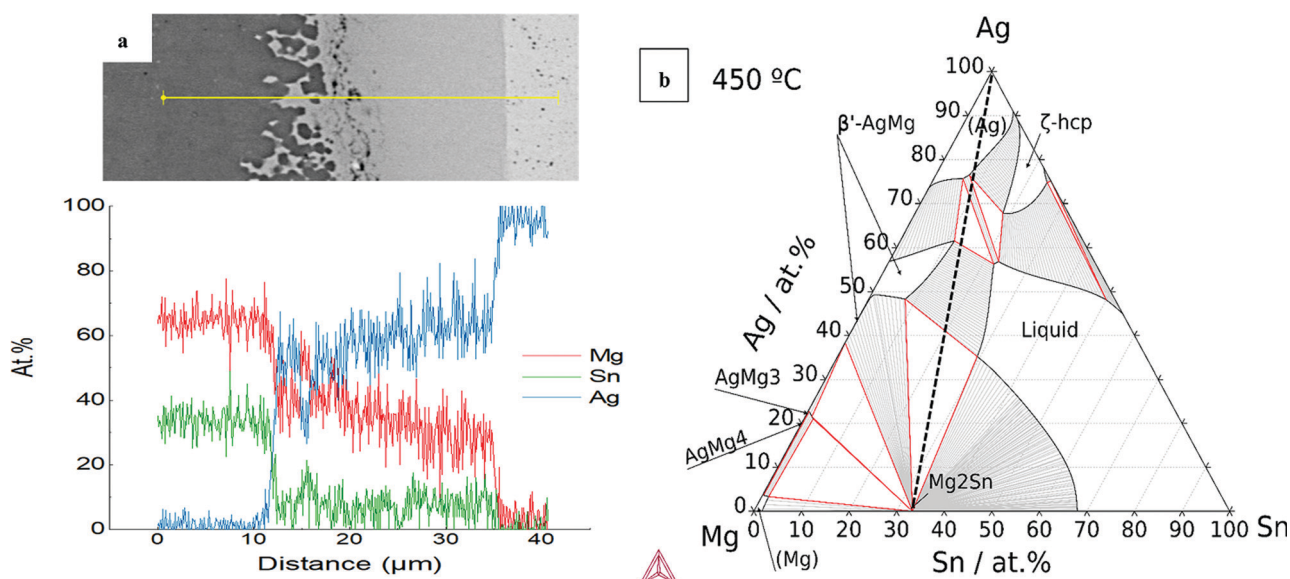 a
100
80
60
40
20
0
At.%
0
10
20
30
40
Distance (μm)
Mg
Sn
Ag
b
450 ºC
Ag
100
90
80
70
60
50
40
30
20
10
0
Ag / at.%
(Ag)
ζ-hcp
β'-AgMg
Liquid
AgMg3
AgMg4
Mg2Sn
0
10
20
30
40
50
60
70
80
90
100
Mg
Sn
(Mg)
Sn / at.%